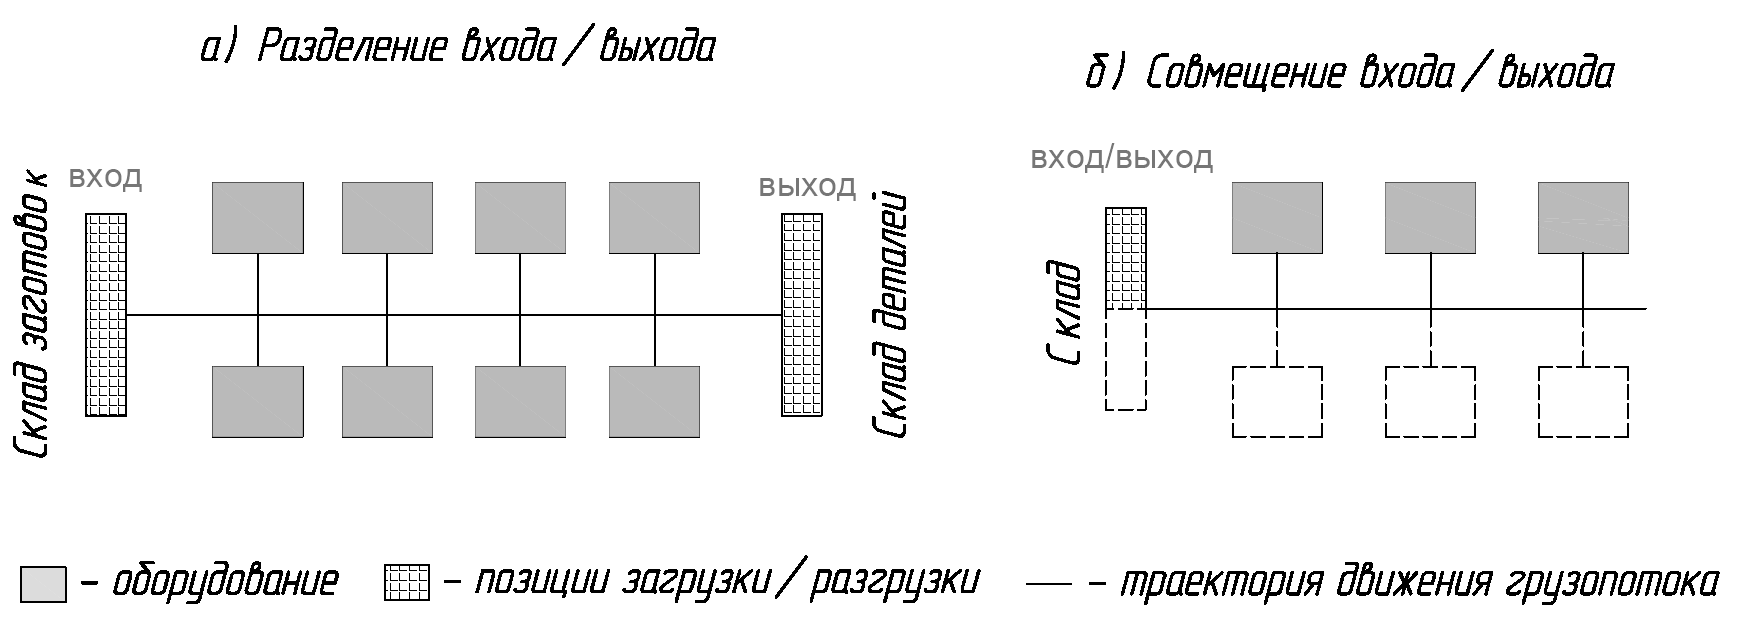 а) Разделение входа / выхода
б) Совмещение входа / выхода
ВХОД
ВЫХОД
Склад заготовок
Склад деталей
ВХОД/ВЫХОД
Склад
– оборудование
– позиции загрузки / разгрузки
– траектория движения грузопотока